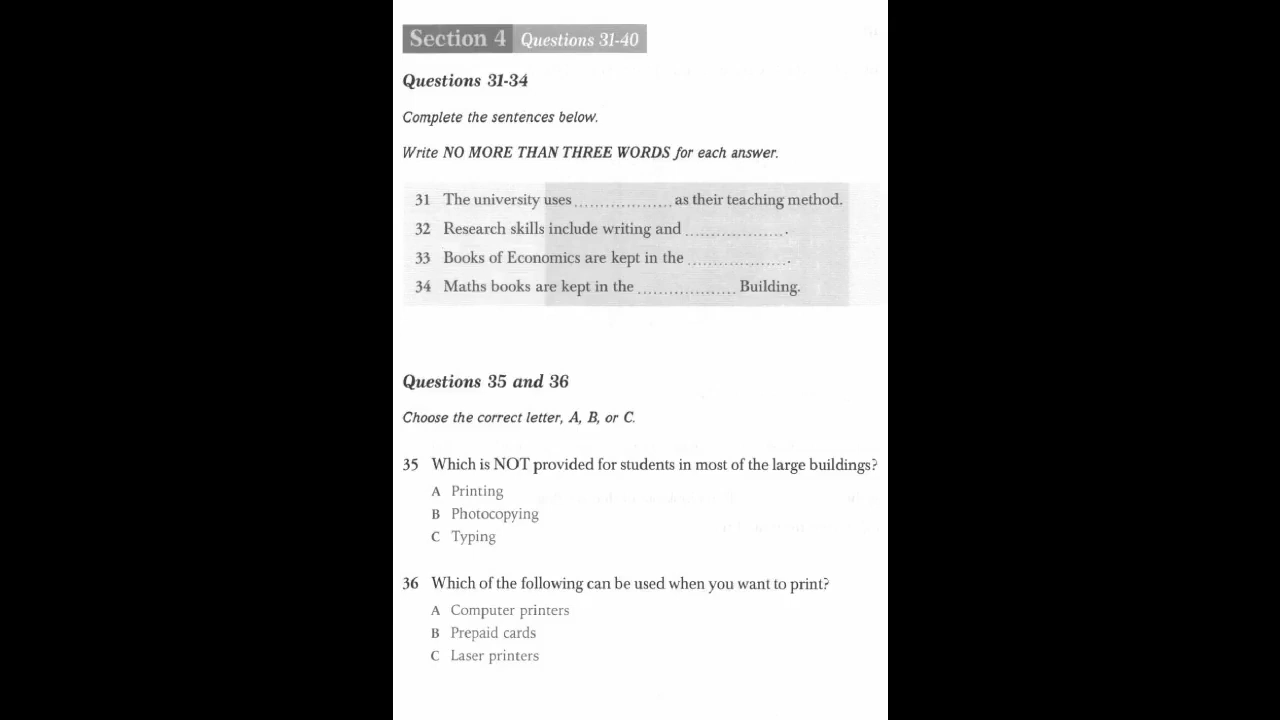 Section 4 Questions 31-40
Questions 31-34
Complete the sentences below.
Write NO MORE THAN THREE WORDS for each answer.
31 The university uses ................... as their teaching method.
32 Research skills include writing and ................... .
33 Books of Economics are kept in the ................... .
34 Maths books are kept in the ................... Building.
Questions 35 and 36
Choose the correct letter, A, B, or C.
35 Which is NOT provided for students in most of the large buildings?
A Printing
B Photocopying
C Typing
36 Which of the following can be used when you want to print?
A Computer printers
B Prepaid cards
C Laser printers